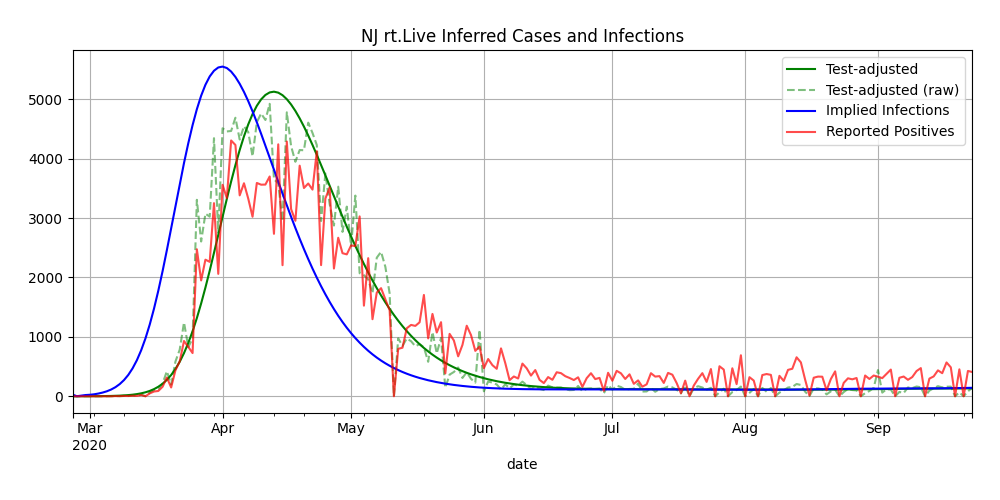 NJ rt.Live Inferred Cases and Infections
Test-adjusted
Test-adjusted (raw)
Implied Infections
Reported Positives
5000
4000
3000
2000
1000
0
Mar Apr May Jun Jul Aug Sep
2020
date